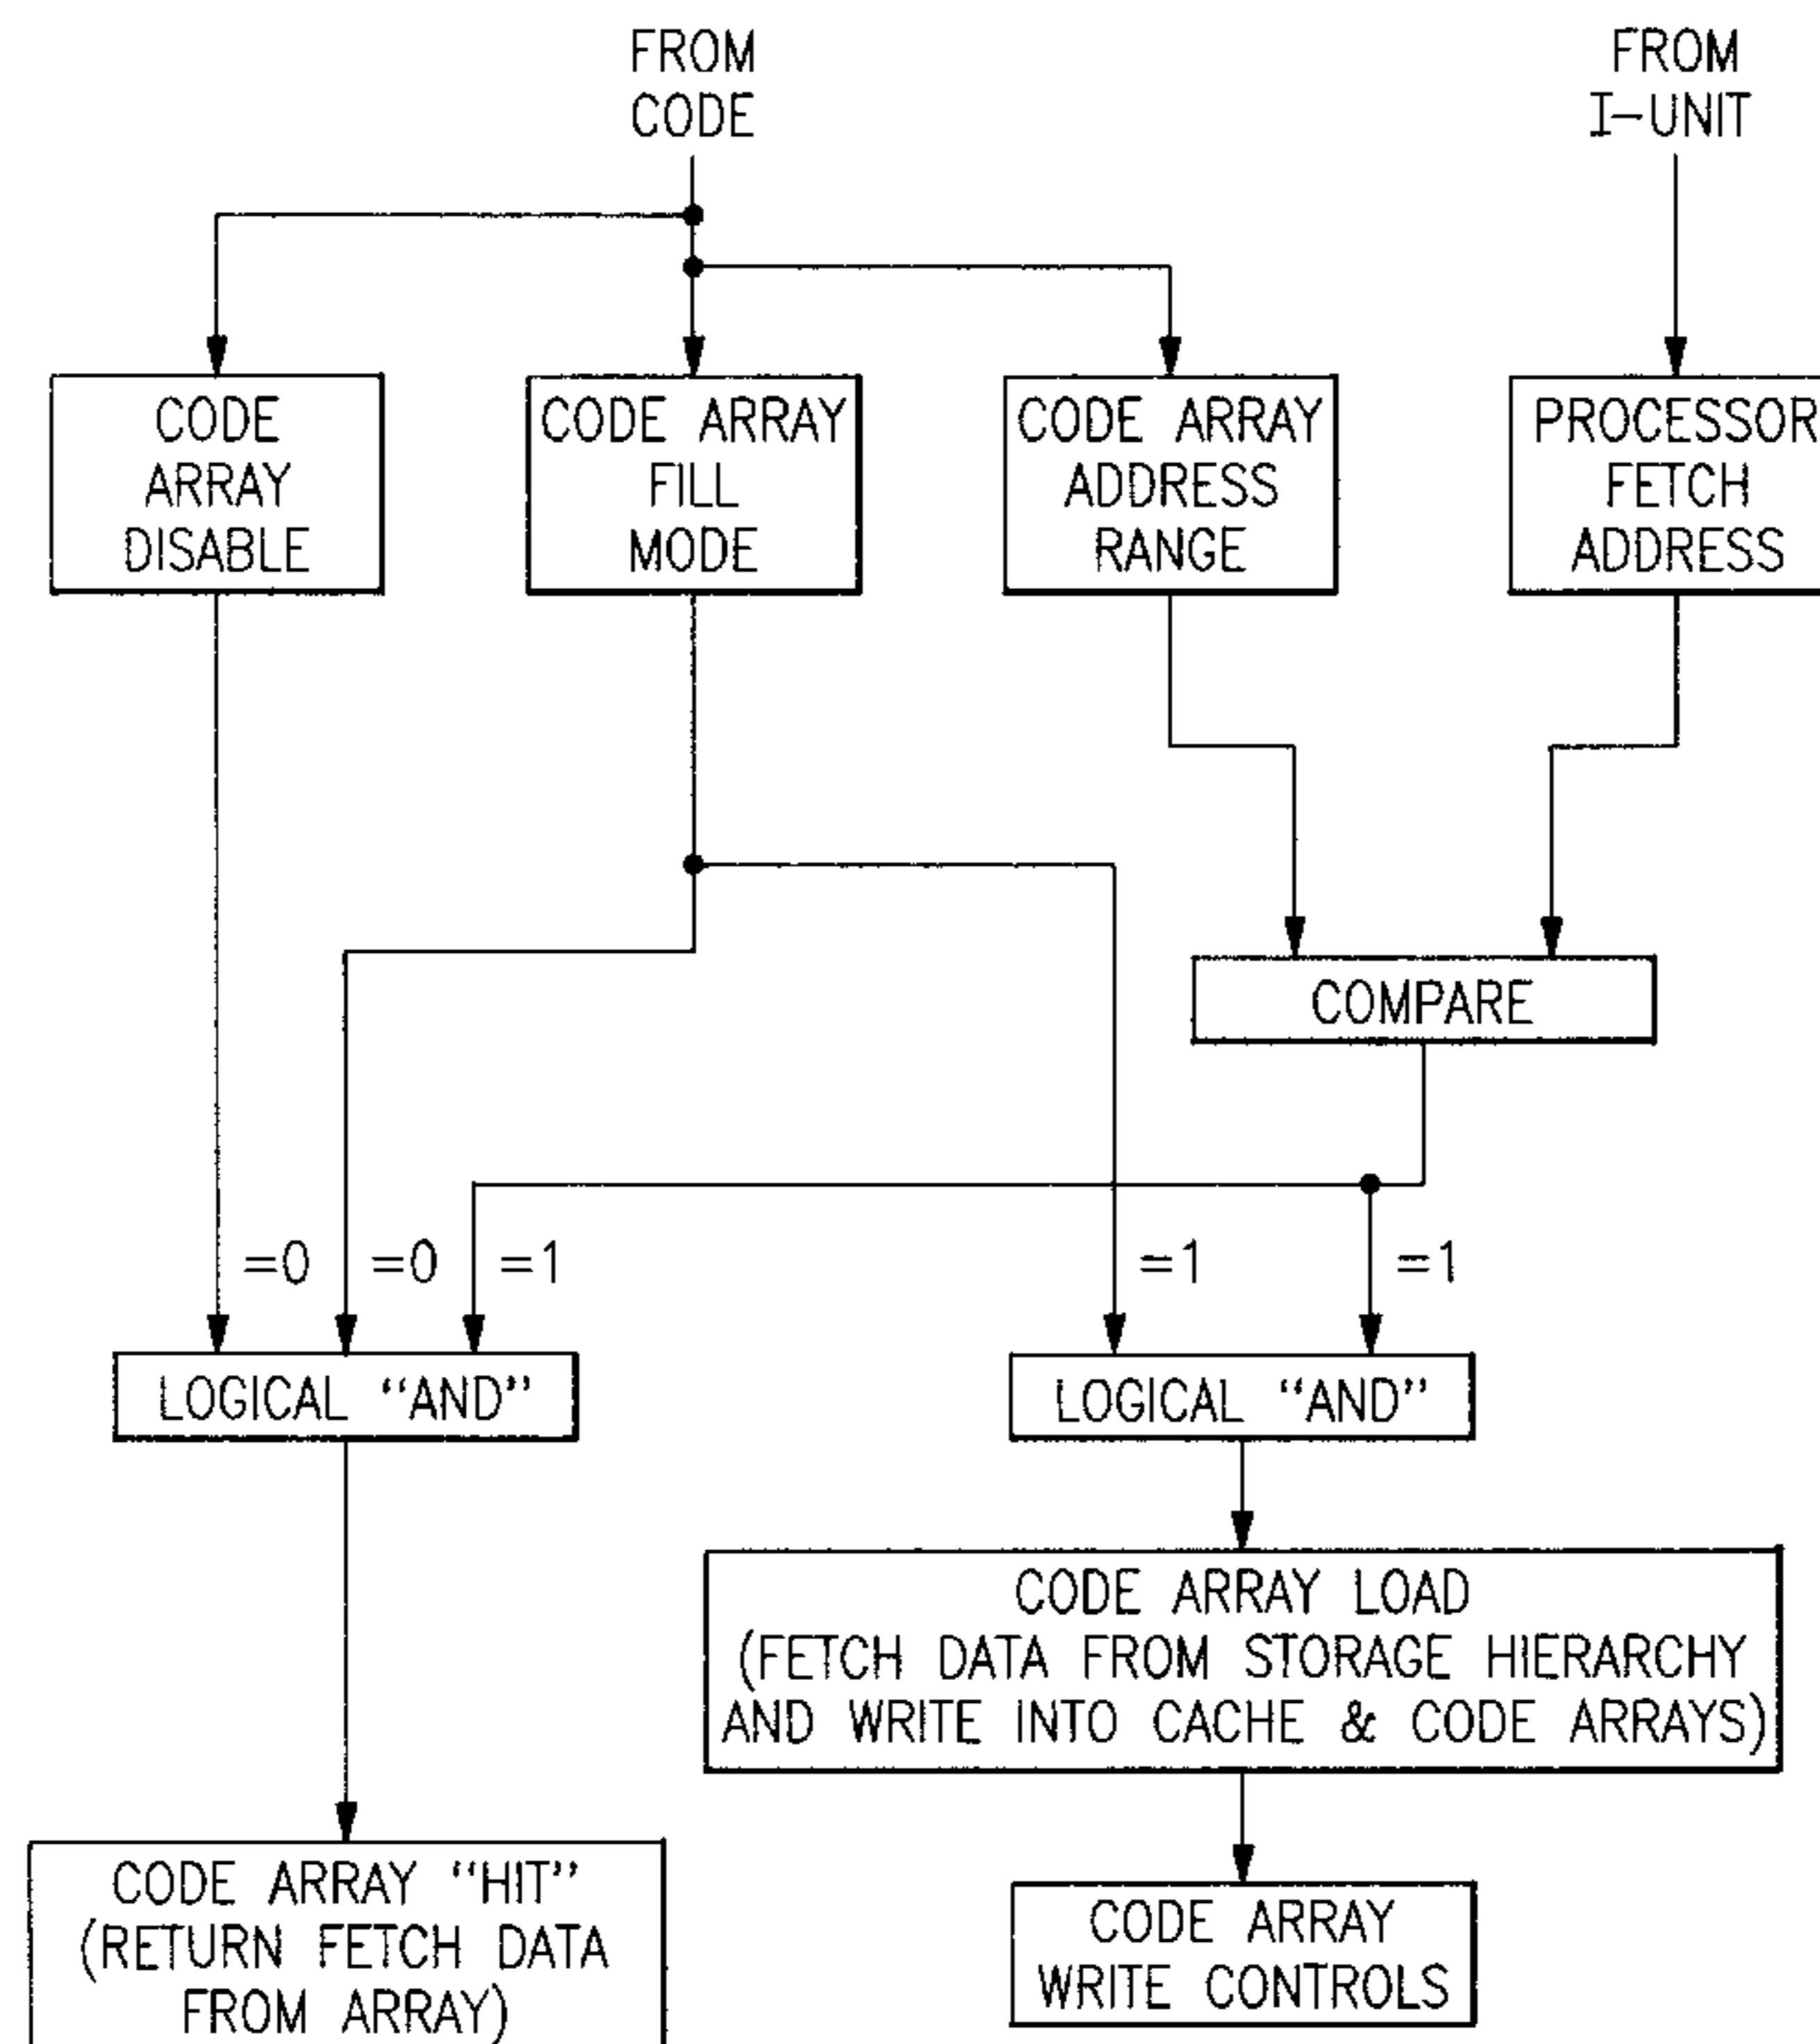 FROM
CODE
FROM
I-UNIT
CODE
ARRAY
DISABLE
CODE ARRAY
FILL
MODE
CODE ARRAY
ADDRESS
RANGE
PROCESSOR
FETCH
ADDRESS
COMPARE
=0
=0
=1
=1
=1
LOGICAL “AND”
LOGICAL “AND”
CODE ARRAY LOAD
(FETCH DATA FROM STORAGE HIERARCHY
AND WRITE INTO CACHE & CODE ARRAYS)
CODE ARRAY “HIT”
(RETURN FETCH DATA
FROM ARRAY)
CODE ARRAY
WRITE CONTROLS